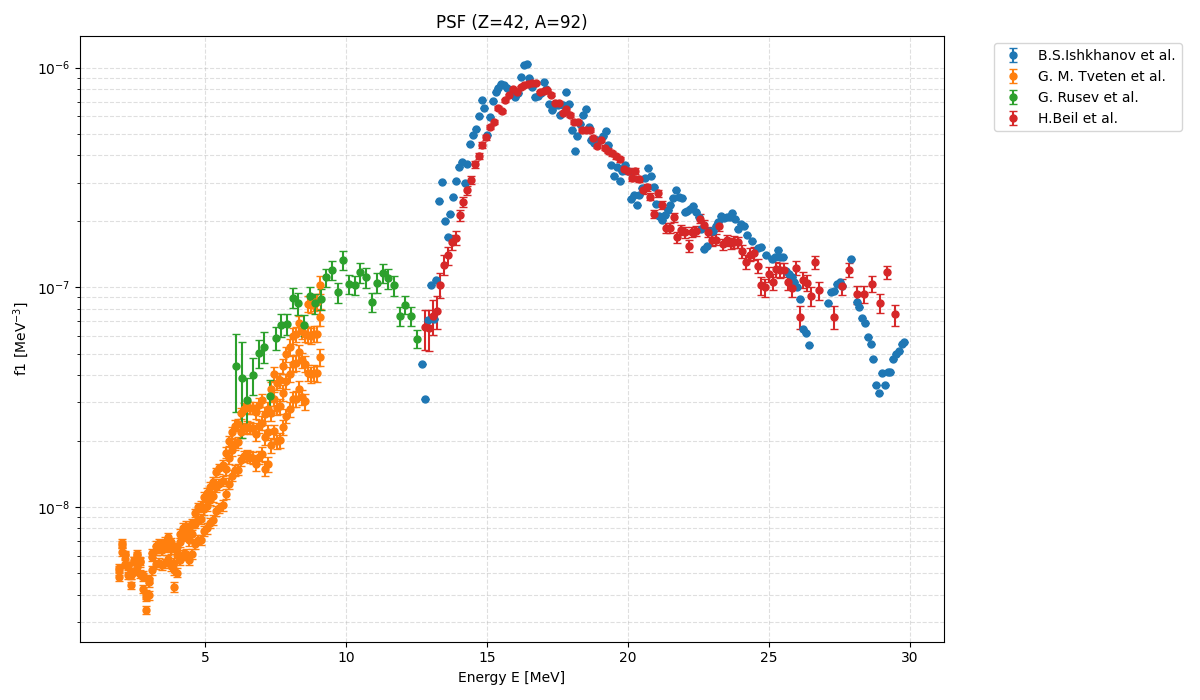 PSF (Z=42, A=92)
B.S.Ishkhanov et al.
G. M. Tveten et al.
G. Rusev et al.
H.Beil et al.
f1 [MeV⁻³]
10⁻⁶
10⁻⁷
10⁻⁸
5 10 15 20 25 30
Energy E [MeV]